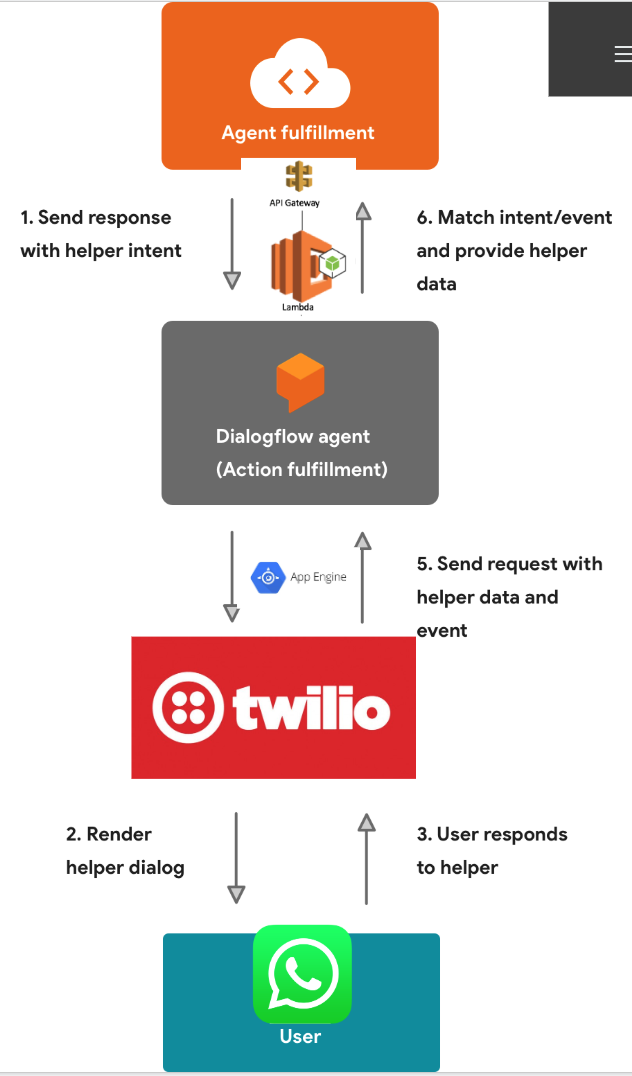 Agent fulfillment
API Gateway
1. Send response
with helper intent
6. Match intent/event
and provide helper
data
Lambda
Dialogflow agent
(Action fulfillment)
App Engine
5. Send request with
helper data and
event
twilio
2. Render
helper dialog
3. User responds
to helper
User